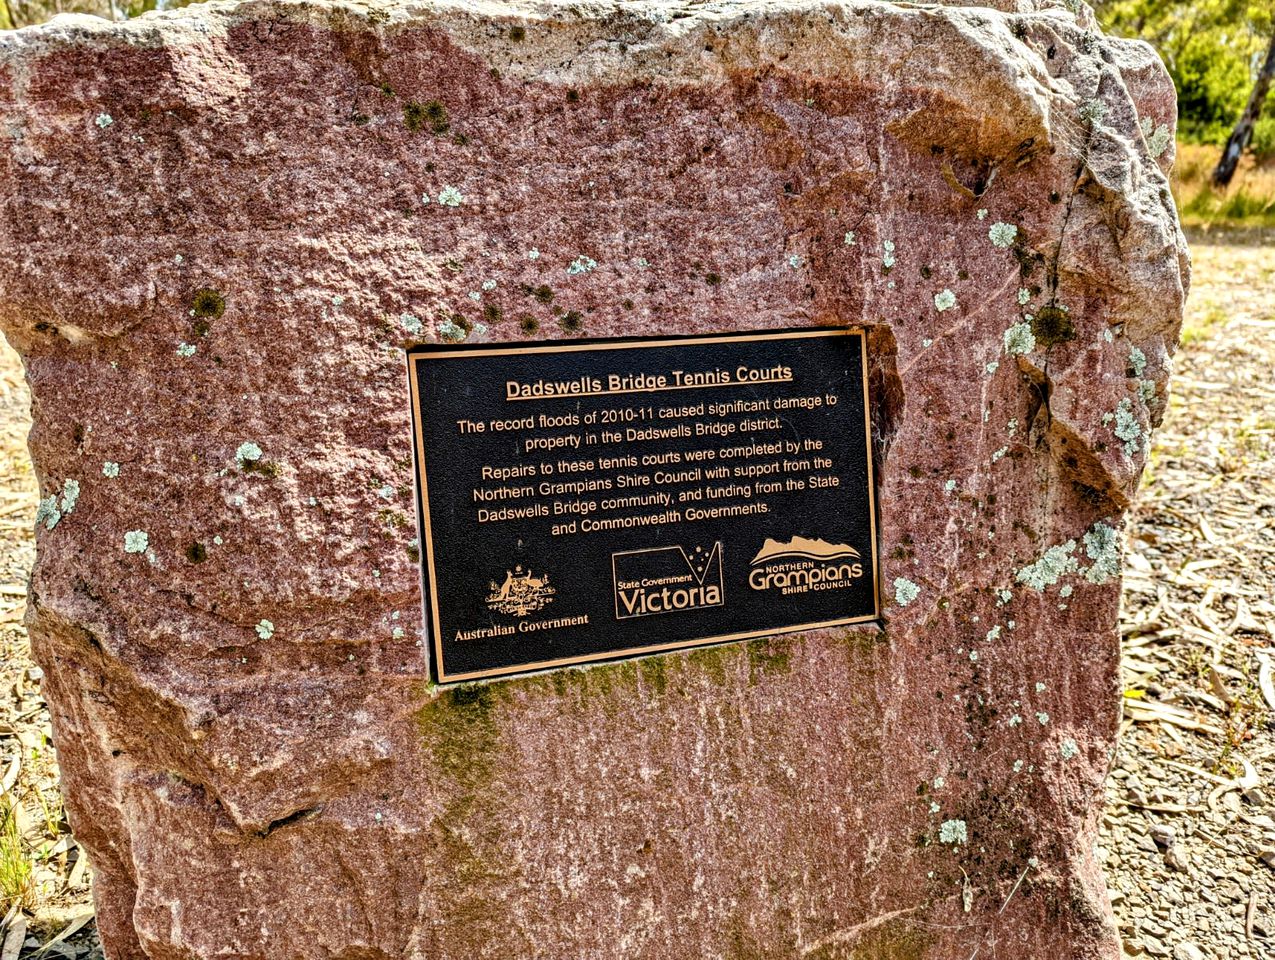 Dadswells Bridge Tennis Courts
The record floods of 2010-11 caused significant damage to
property in the Dadswells Bridge district.
Repairs to these tennis courts were completed by the
Northern Grampians Shire Council with support from the
Dadswells Bridge community, and funding from the State
and Commonwealth Governments.
Australian Government
State Government
Victoria
NORTHERN
GRAMPIANS
SHIRE COUNCIL